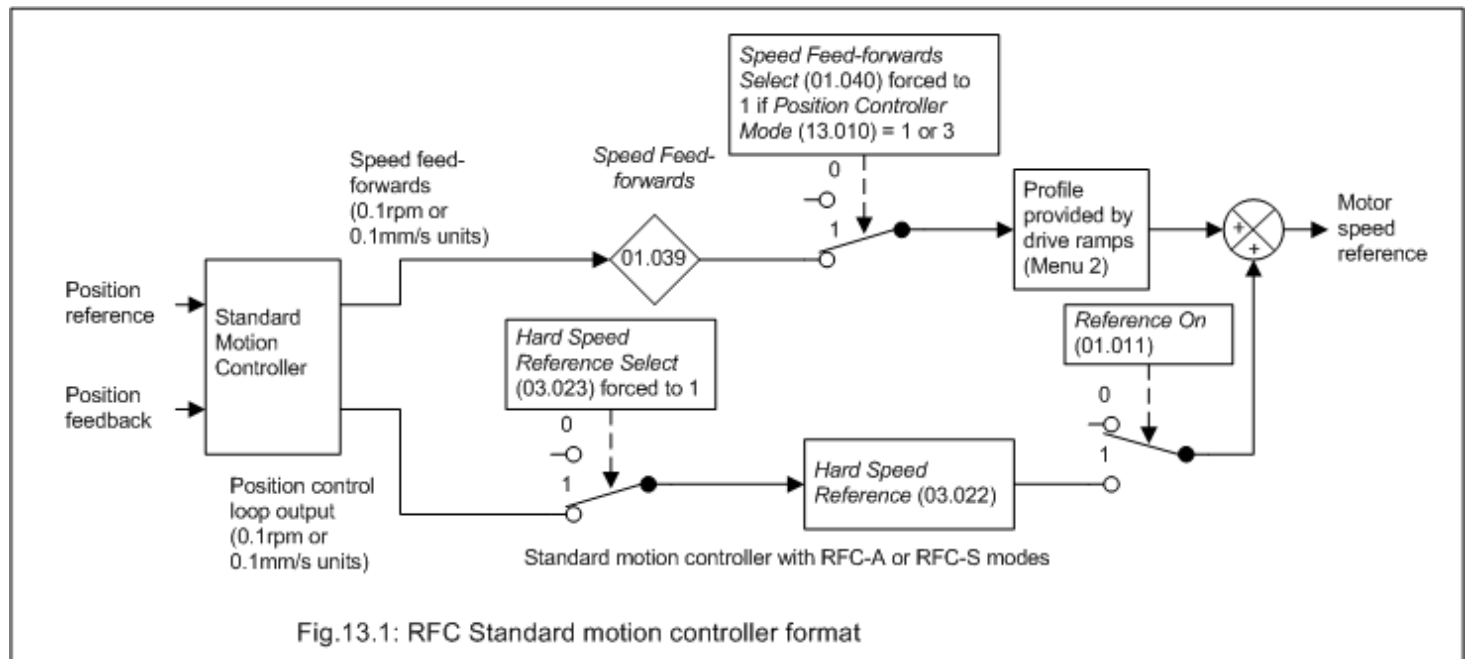 Speed Feed-forwards
Select (01.040) forced to
1 if Position Controller
Mode (13.010) = 1 or 3
Speed feed-
forwards
(0.1rpm or
0.1mm/s units)
Speed Feed-
forwards
0
1
01.039
Profile
provided by
drive ramps
(Menu 2)
+
+
Motor
speed
reference
Position
reference
Position
feedback
Standard
Motion
Controller
Hard Speed
Reference Select
(03.023) forced to 1
0
1
Reference On
(01.011)
0
1
Hard Speed
Reference (03.022)
Position control
loop output
(0.1rpm or
0.1mm/s units)
Standard motion controller with RFC-A or RFC-S modes
Fig.13.1: RFC Standard motion controller format